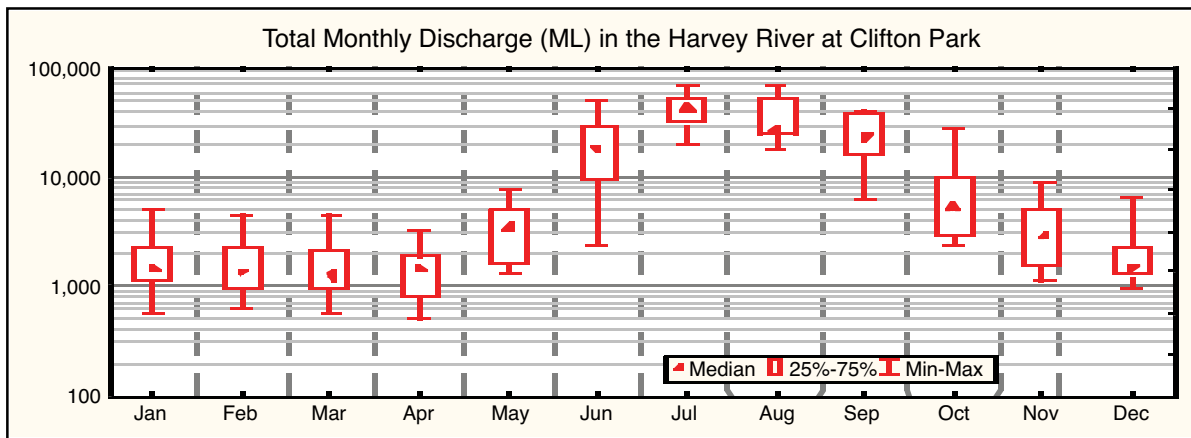 Total Monthly Discharge (ML) in the Harvey River at Clifton Park
100,000
10,000
1,000
100
Median 25%-75% Min-Max
Jan Feb Mar Apr May Jun Jul Aug Sep Oct Nov Dec